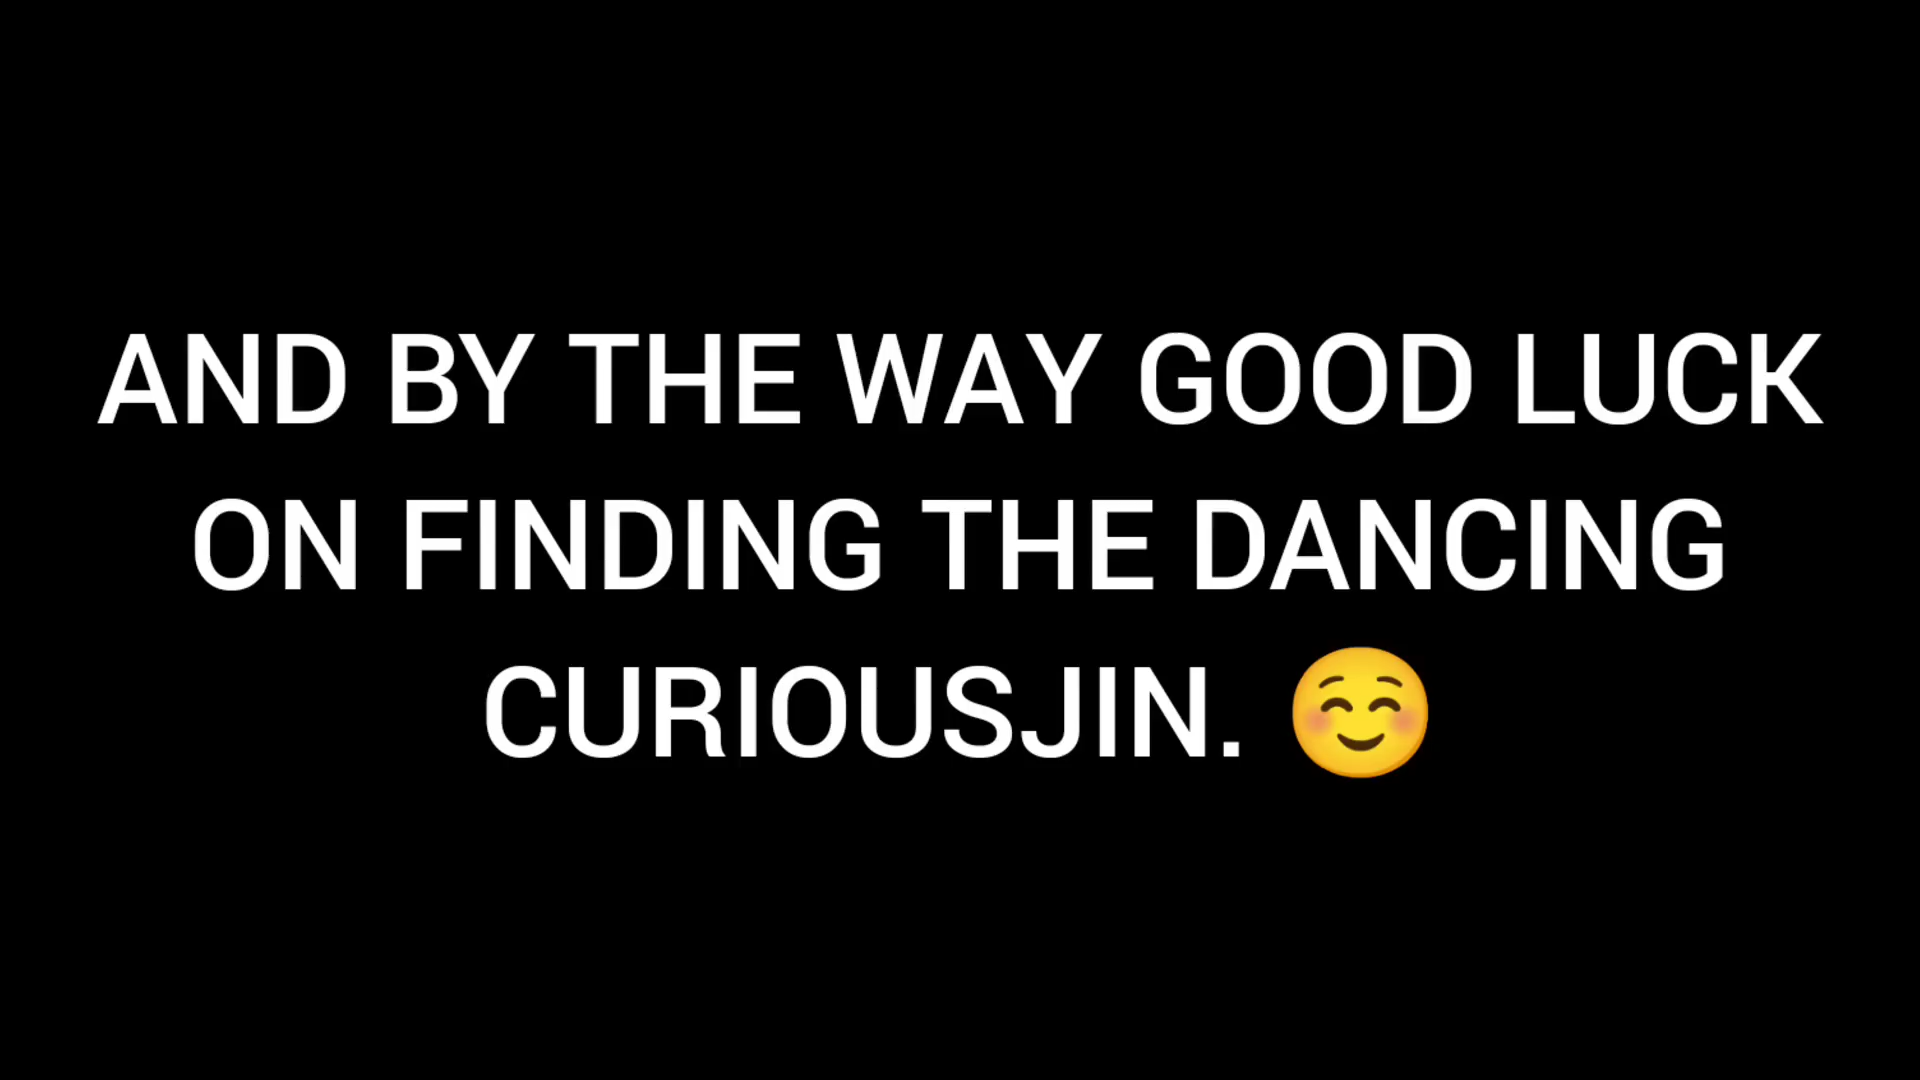 AND BY THE WAY GOOD LUCK
ON FINDING THE DANCING
CURIOUSJIN. ☺️